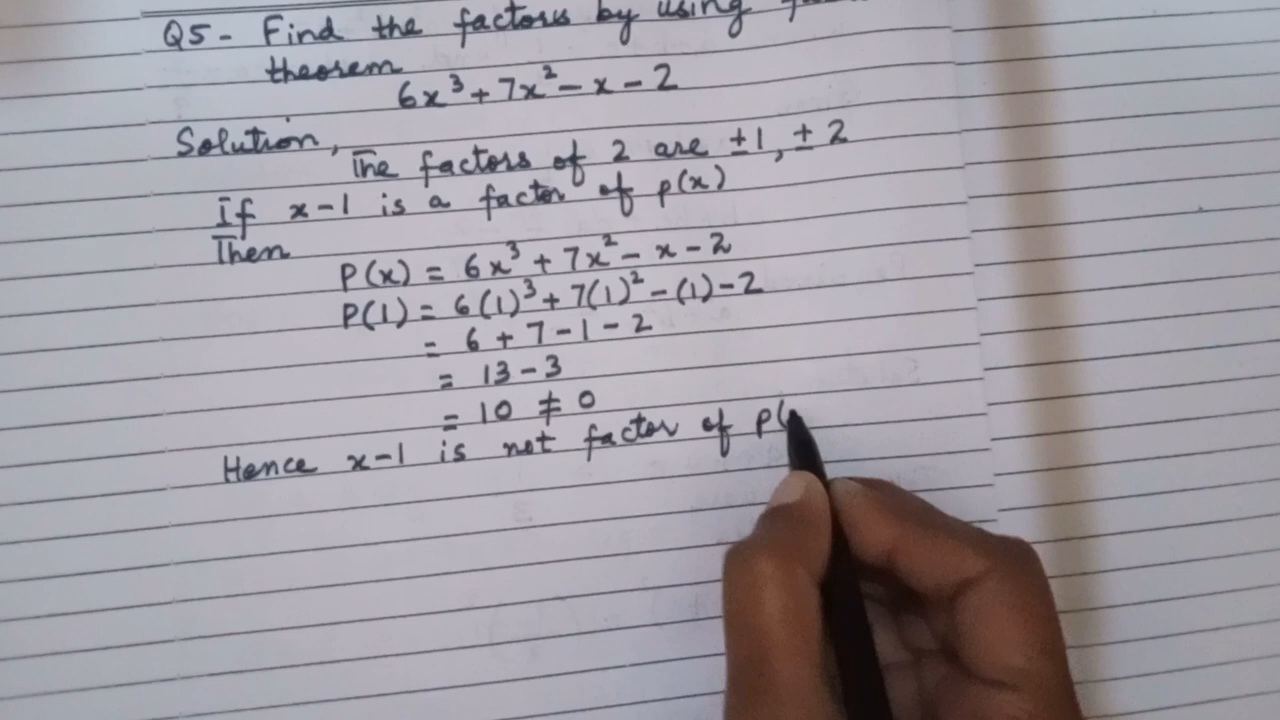 Q5- Find the factors by using
theorem
6x³ + 7x² - x - 2
Solution,
The factors of 2 are ±1, ± 2
If x-1 is a factor of p(x)
Then
P(x) = 6x³ + 7x² - x - 2
P(1) = 6(1)³ + 7(1)² - (1) - 2
= 6 + 7 - 1 - 2
= 13 - 3
= 10 ≠ 0
Hence x-1 is not factor of P(